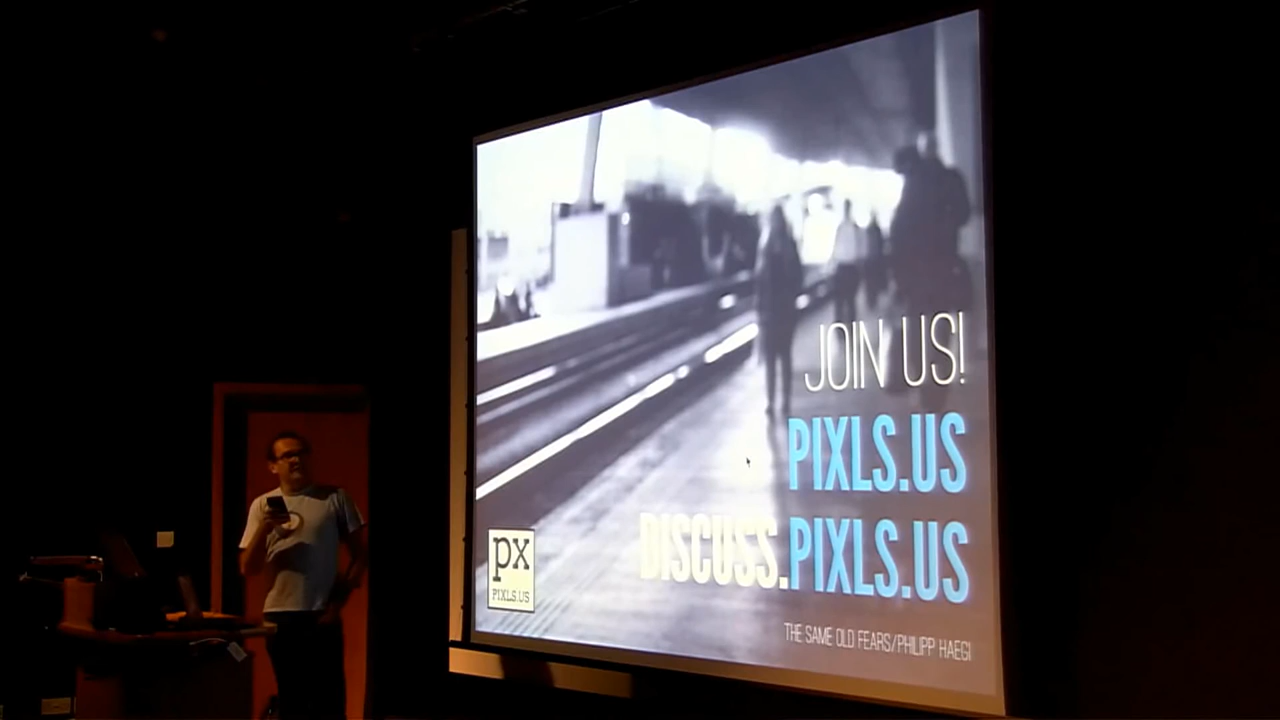 JOIN US!
PIXLS.US
DISCUSS.PIXLS.US
px
PIXLS.US
THE SAME OLD FEARS/PHILIPP HAEGI